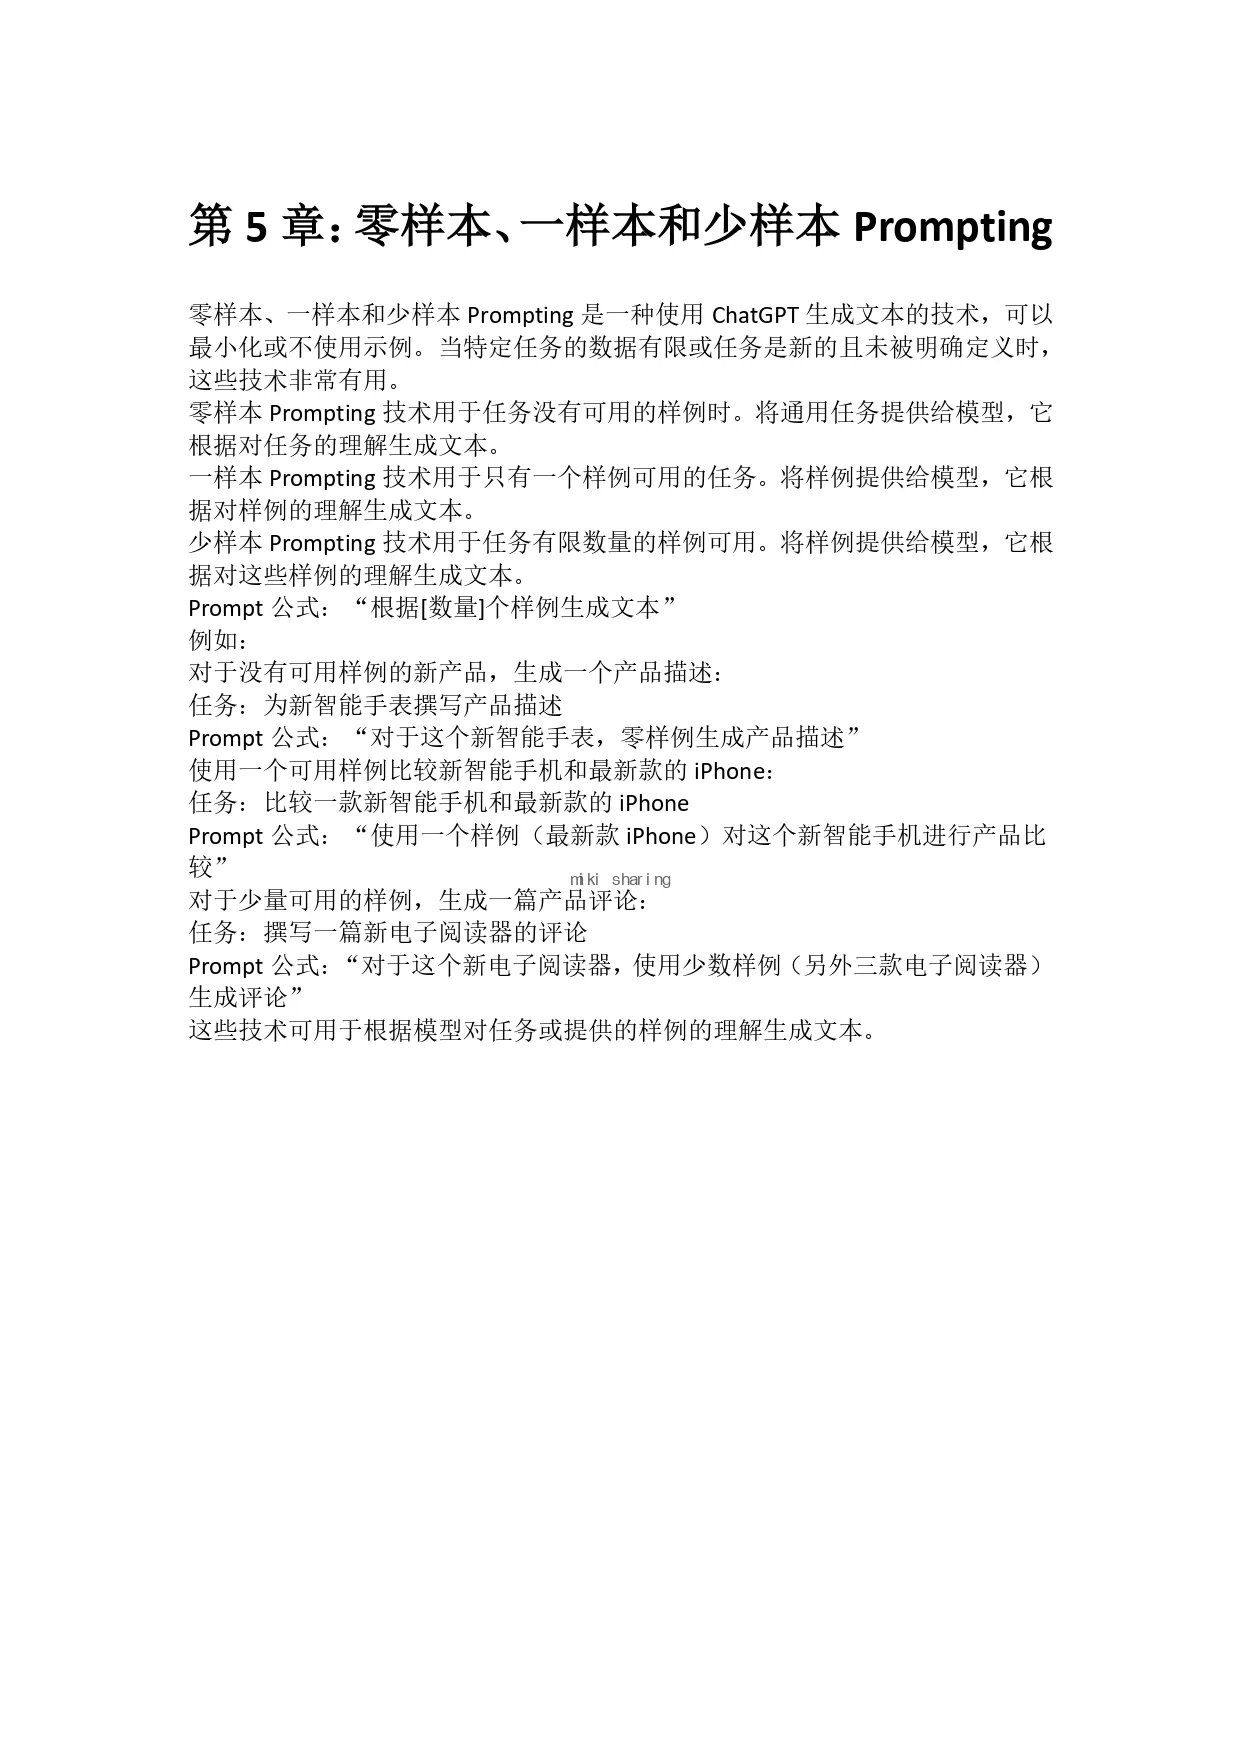 第 5 章：零样本、一样本和少样本 Prompting
零样本、一样本和少样本 Prompting 是一种使用 ChatGPT 生成文本的技术，可以
最小化或不使用示例。当特定任务的数据有限或任务是新的且未被明确定义时，
这些技术非常有用。
零样本 Prompting 技术用于任务没有可用的样例时。将通用任务提供给模型，它
根据对任务的理解生成文本。
一样本 Prompting 技术用于只有一个样例可用的任务。将样例提供给模型，它根
据对样例的理解生成文本。
少样本 Prompting 技术用于任务有限数量的样例可用。将样例提供给模型，它根
据对这些样例的理解生成文本。
Prompt 公式：“根据[数量]个样例生成文本”
例如：
对于没有可用样例的新产品，生成一个产品描述：
任务：为新智能手表撰写产品描述
Prompt 公式：“对于这个新智能手表，零样例生成产品描述”
使用一个可用样例比较新智能手机和最新款的 iPhone：
任务：比较一款新智能手机和最新款的 iPhone
Prompt 公式：“使用一个样例（最新款 iPhone）对这个新智能手机进行产品比
较”
miki sharing
对于少量可用的样例，生成一篇产品评论：
任务：撰写一篇新电子阅读器的评论
Prompt 公式：“对于这个新电子阅读器，使用少数样例（另外三款电子阅读器）
生成评论”
这些技术可用于根据模型对任务或提供的样例的理解生成文本。